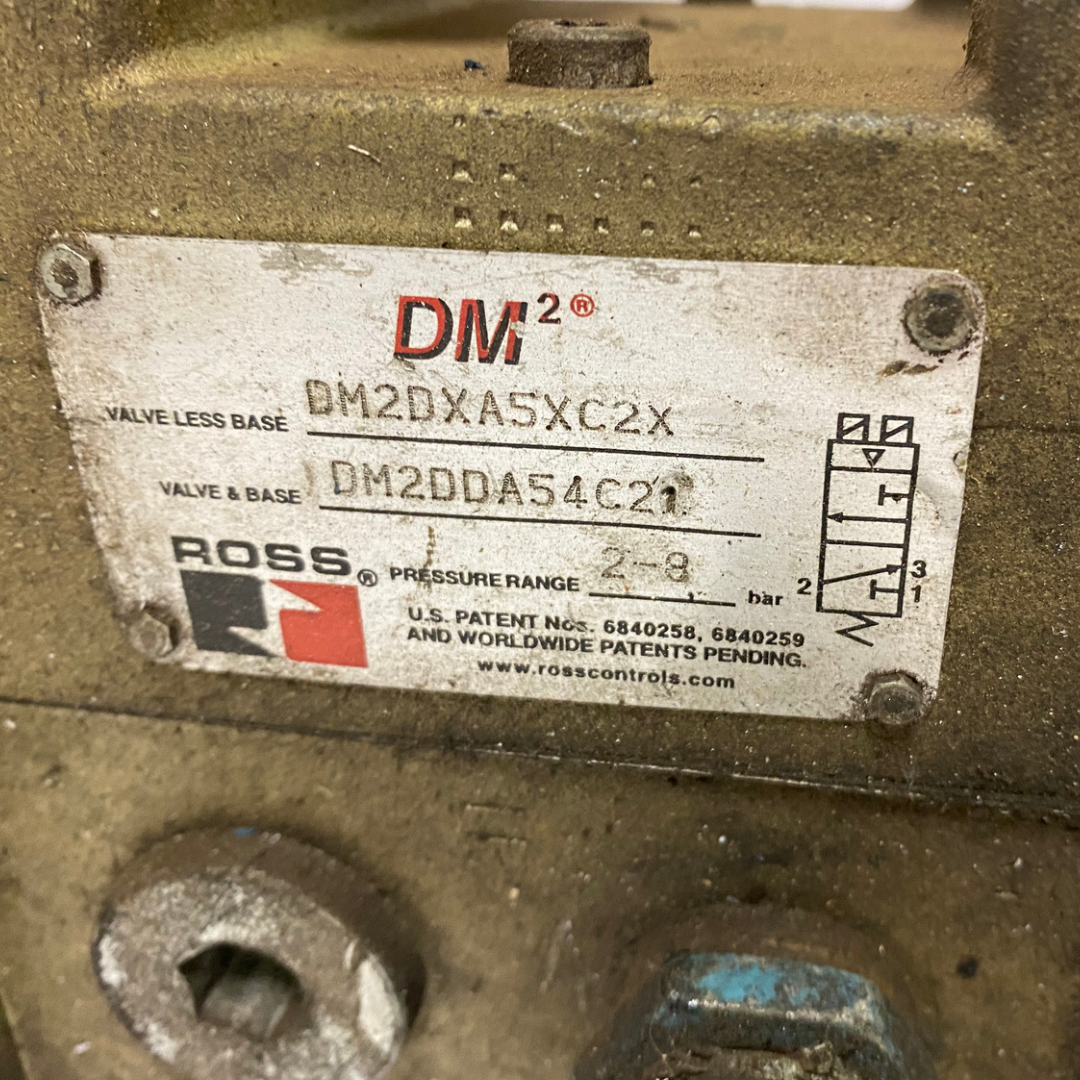 DM2®
VALVE LESS BASE DM2DXA5XC2X
VALVE & BASE DM2DDA54C21
ROSS®
PRESSURE RANGE 2-8 bar
U.S. PATENT Nos. 6840258, 6840259
AND WORLDWIDE PATENTS PENDING.
www.rosscontrols.com
2
3
1